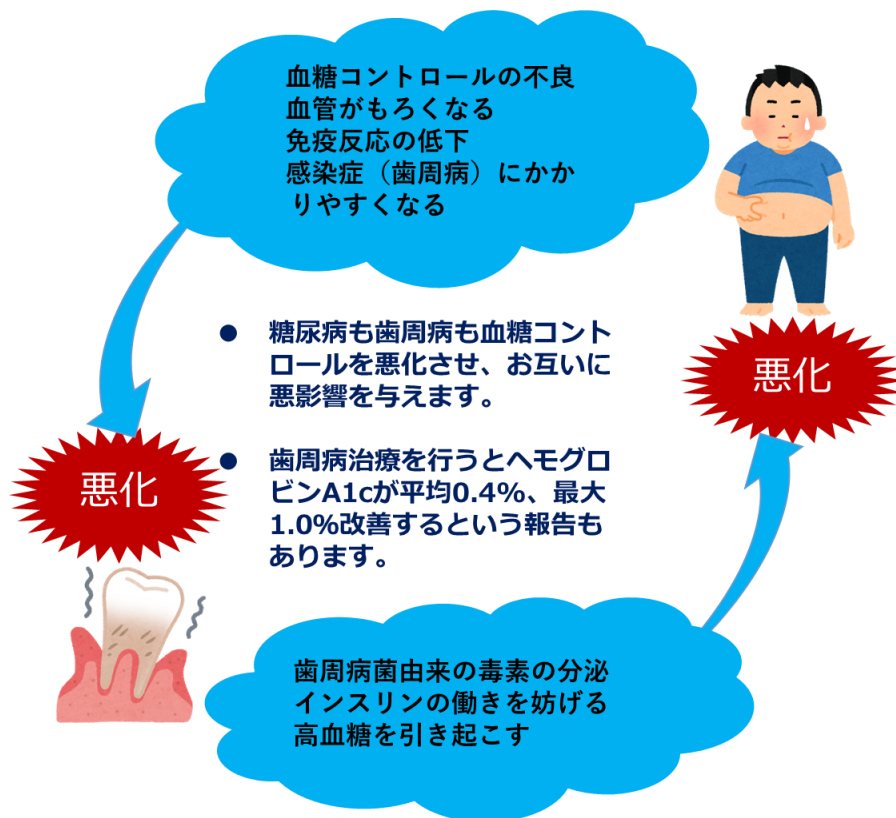 血糖コントロールの不良
血管がもろくなる
免疫反応の低下
感染症（歯周病）にかか
りやすくなる
● 糖尿病も歯周病も血糖コント
ロールを悪化させ、お互いに
悪影響を与えます。
悪化
● 歯周病治療を行うとヘモグロ
ビンA1cが平均0.4%、最大
1.0%改善するという報告も
あります。
悪化
歯周病菌由来の毒素の分泌
インスリンの働きを妨げる
高血糖を引き起こす